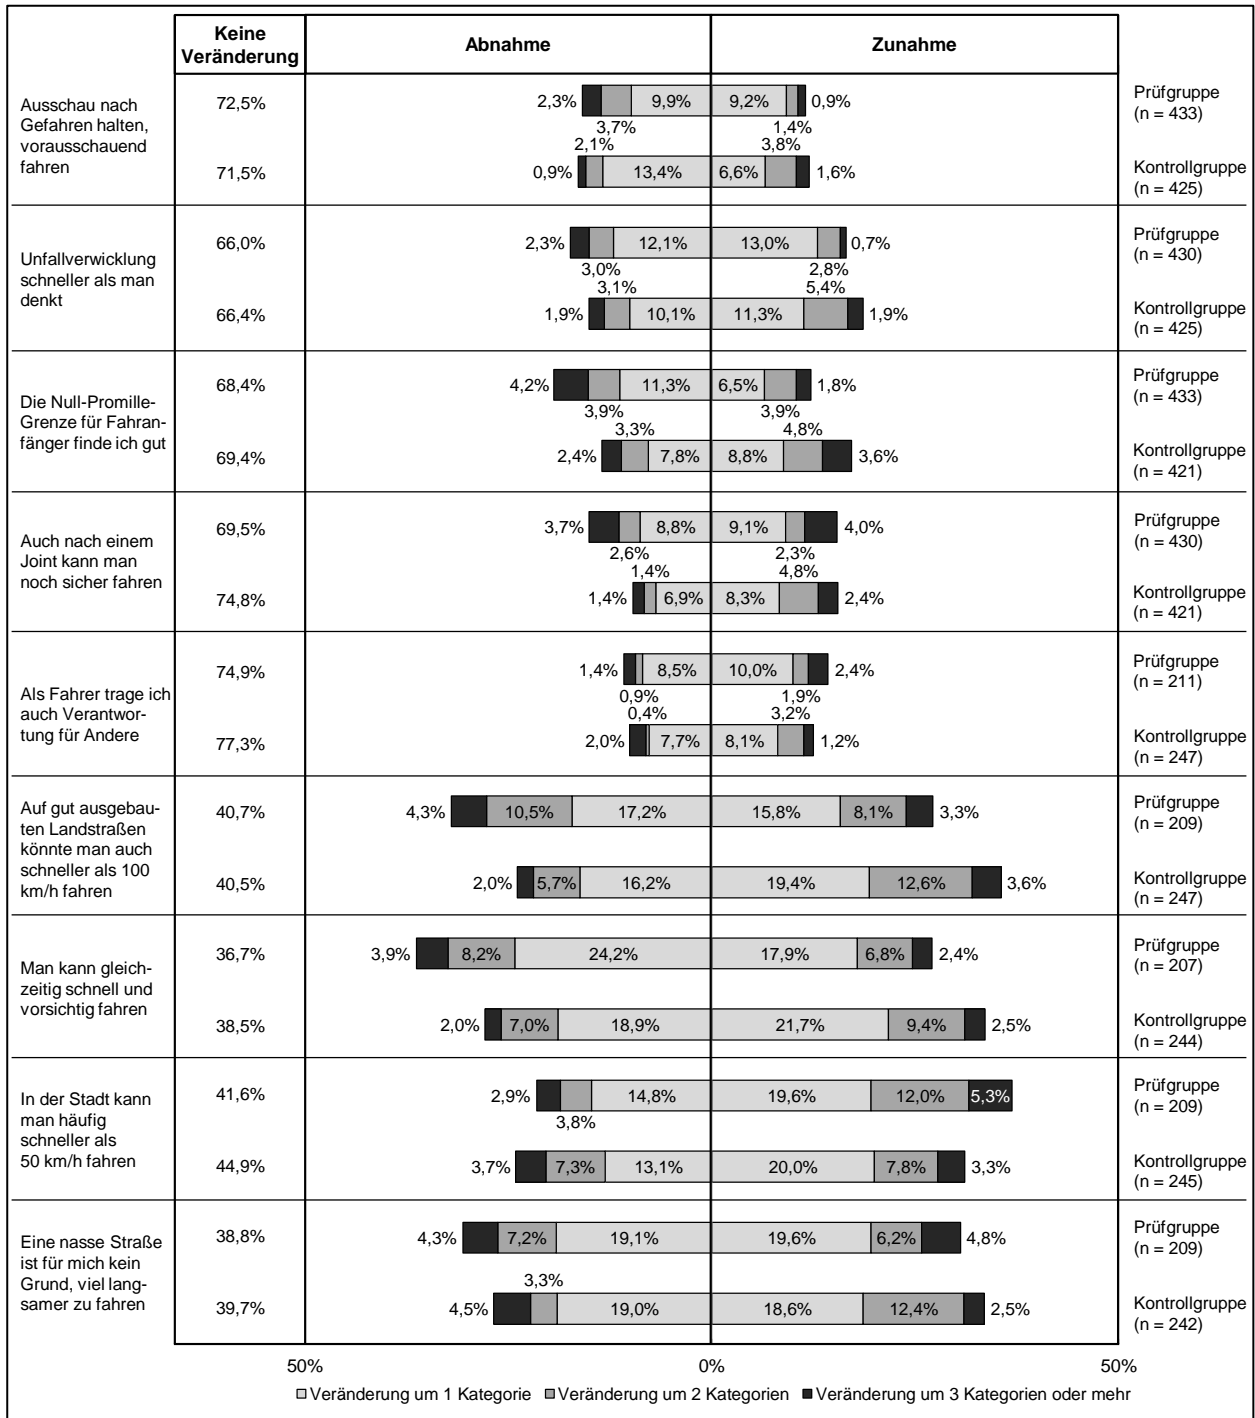 Keine
Veränderung
Abnahme
Zunahme
Ausschau nach
Gefahren halten,
vorausschauend
fahren
72,5%
2,3%
9,9%
9,2%
0,9%
3,7%
1,4%
Prüfgruppe
(n = 433)
2,1%
3,8%
71,5%
0,9%
13,4%
6,6%
1,6%
Kontrollgruppe
(n = 425)
Unfallverwicklung
schneller als man
denkt
66,0%
2,3%
12,1%
13,0%
0,7%
3,0%
2,8%
Prüfgruppe
(n = 430)
3,1%
5,4%
66,4%
1,9%
10,1%
11,3%
1,9%
Kontrollgruppe
(n = 425)
Die Null-Promille-
Grenze für Fahran-
fänger finde ich gut
68,4%
4,2%
11,3%
6,5%
1,8%
3,9%
3,9%
Prüfgruppe
(n = 433)
3,3%
4,8%
69,4%
2,4%
7,8%
8,8%
3,6%
Kontrollgruppe
(n = 421)
Auch nach einem
Joint kann man
noch sicher fahren
69,5%
3,7%
8,8%
9,1%
4,0%
2,6%
2,3%
Prüfgruppe
(n = 430)
1,4%
4,8%
74,8%
1,4%
6,9%
8,3%
2,4%
Kontrollgruppe
(n = 421)
Als Fahrer trage ich
auch Verantwor-
tung für Andere
74,9%
1,4%
8,5%
10,0%
2,4%
0,9%
1,9%
Prüfgruppe
(n = 211)
0,4%
3,2%
77,3%
2,0%
7,7%
8,1%
1,2%
Kontrollgruppe
(n = 247)
Auf gut ausgebau-
ten Landstraßen
könnte man auch
schneller als 100
km/h fahren
40,7%
4,3%
10,5%
17,2%
15,8%
8,1%
3,3%
Prüfgruppe
(n = 209)
40,5%
2,0%
5,7%
16,2%
19,4%
12,6%
3,6%
Kontrollgruppe
(n = 247)
Man kann gleich-
zeitig schnell und
vorsichtig fahren
36,7%
3,9%
8,2%
24,2%
17,9%
6,8%
2,4%
Prüfgruppe
(n = 207)
38,5%
2,0%
7,0%
18,9%
21,7%
9,4%
2,5%
Kontrollgruppe
(n = 244)
In der Stadt kann
man häufig
schneller als
50 km/h fahren
41,6%
2,9%
14,8%
19,6%
12,0%
5,3%
3,8%
Prüfgruppe
(n = 209)
44,9%
3,7%
7,3%
13,1%
20,0%
7,8%
3,3%
Kontrollgruppe
(n = 245)
Eine nasse Straße
ist für mich kein
Grund, viel lang-
samer zu fahren
38,8%
4,3%
7,2%
19,1%
19,6%
6,2%
4,8%
Prüfgruppe
(n = 209)
3,3%
39,7%
4,5%
19,0%
18,6%
12,4%
2,5%
Kontrollgruppe
(n = 242)
50%
0%
50%
Veränderung um 1 Kategorie
Veränderung um 2 Kategorien
Veränderung um 3 Kategorien oder mehr